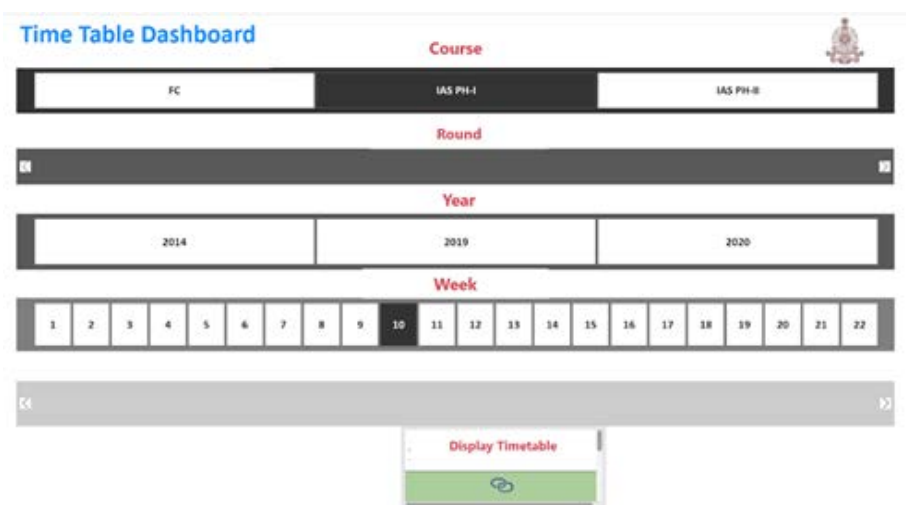 Time Table Dashboard
Course
FC IAS PH-I IAS PH-II
Round
Year
2014 2019 2020
Week
1 2 3 4 5 6 7 8 9 10 11 12 13 14 15 16 17 18 19 20 21 22
Display Timetable